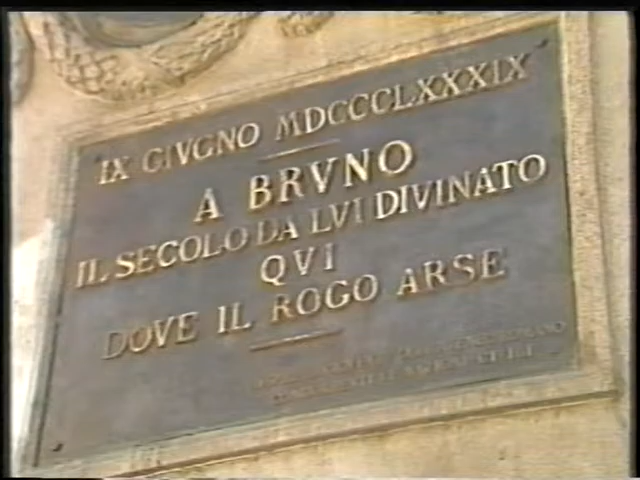 IX GIVGNO MDCCCLXXXIX
A BRVNO
IL SECOLO DA LVI DIVINATO
QVI
DOVE IL ROGO ARSE